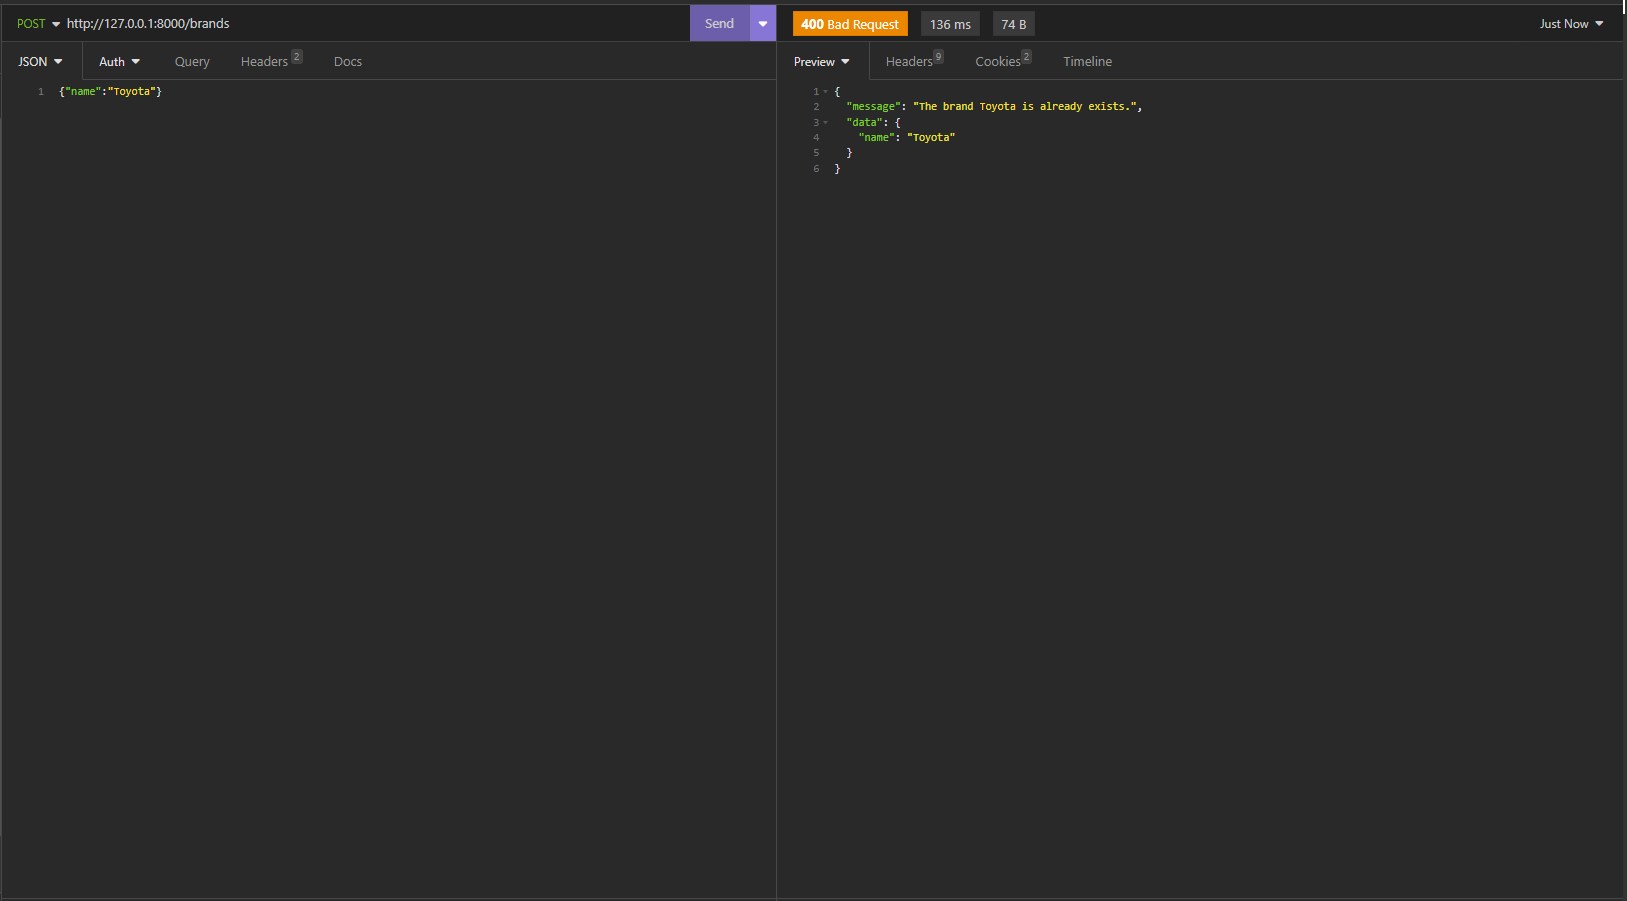 POST http://127.0.0.1:8000/brands Send
400 Bad Request 136 ms 74 B Just Now
JSON Auth Query Headers 2 Docs
Preview Headers 9 Cookies 2 Timeline
1 {"name":"Toyota"}
1 {
2 "message": "The brand Toyota is already exists.",
3 "data": {
4 "name": "Toyota"
5 }
6 }